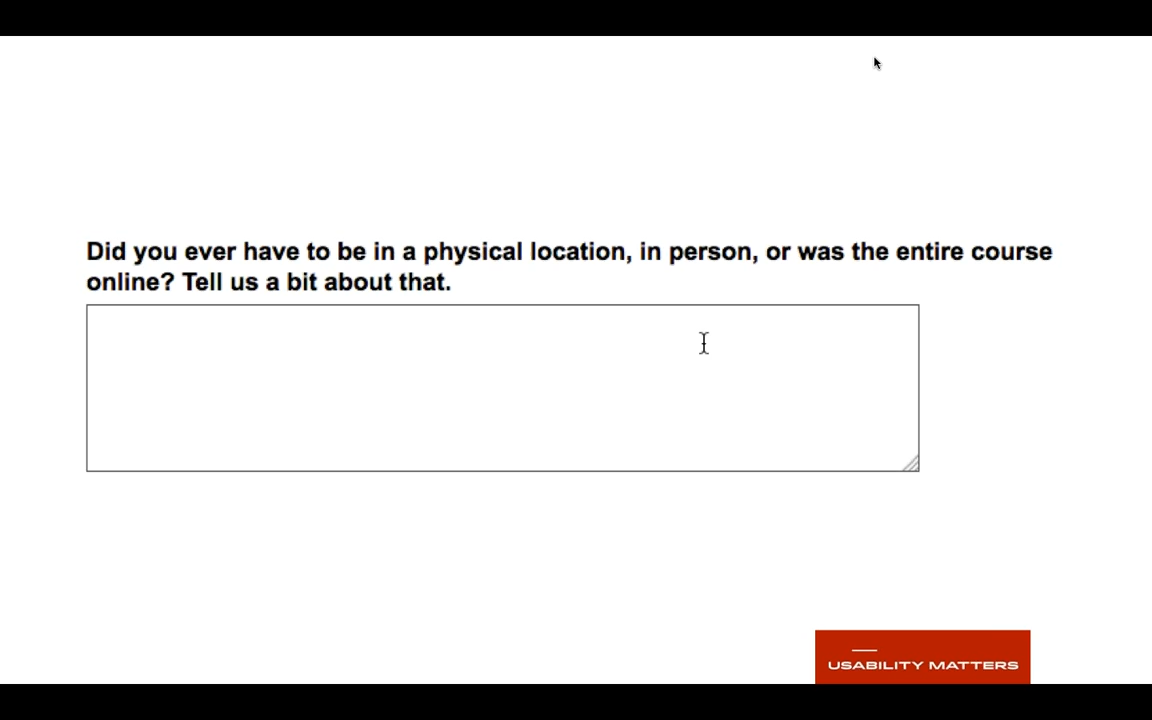 Did you ever have to be in a physical location, in person, or was the entire course
online? Tell us a bit about that.
USABILITY MATTERS